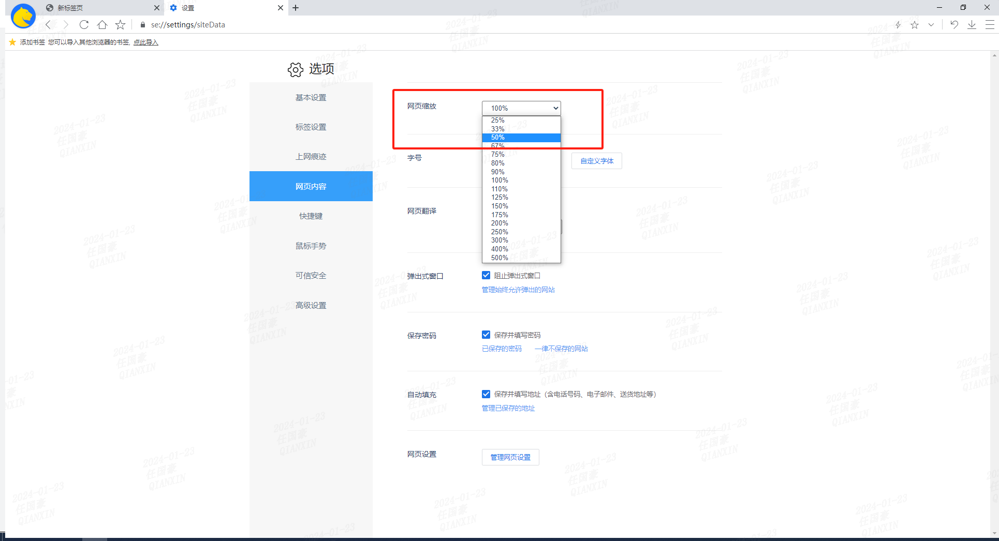 新标签页
设置
se://settings/siteData
添加书签 您可以导入其他浏览器的书签, 点此导入
选项
基本设置
标签设置
上网痕迹
网页内容
快捷键
鼠标手势
可信安全
高级设置
网页缩放
100%
25%
33%
50%
67%
75%
80%
90%
100%
110%
125%
150%
175%
200%
250%
300%
400%
500%
字号
自定义字体
网页翻译
弹出式窗口
阻止弹出式窗口
管理始终允许弹出的网站
保存密码
保存并填写密码
已保存的密码 一律不保存的网站
自动填充
保存并填写地址（含电话号码、电子邮件、送货地址等）
管理已保存的地址
网页设置
管理网页设置
2024-01-23
任国豪
QIANXIN